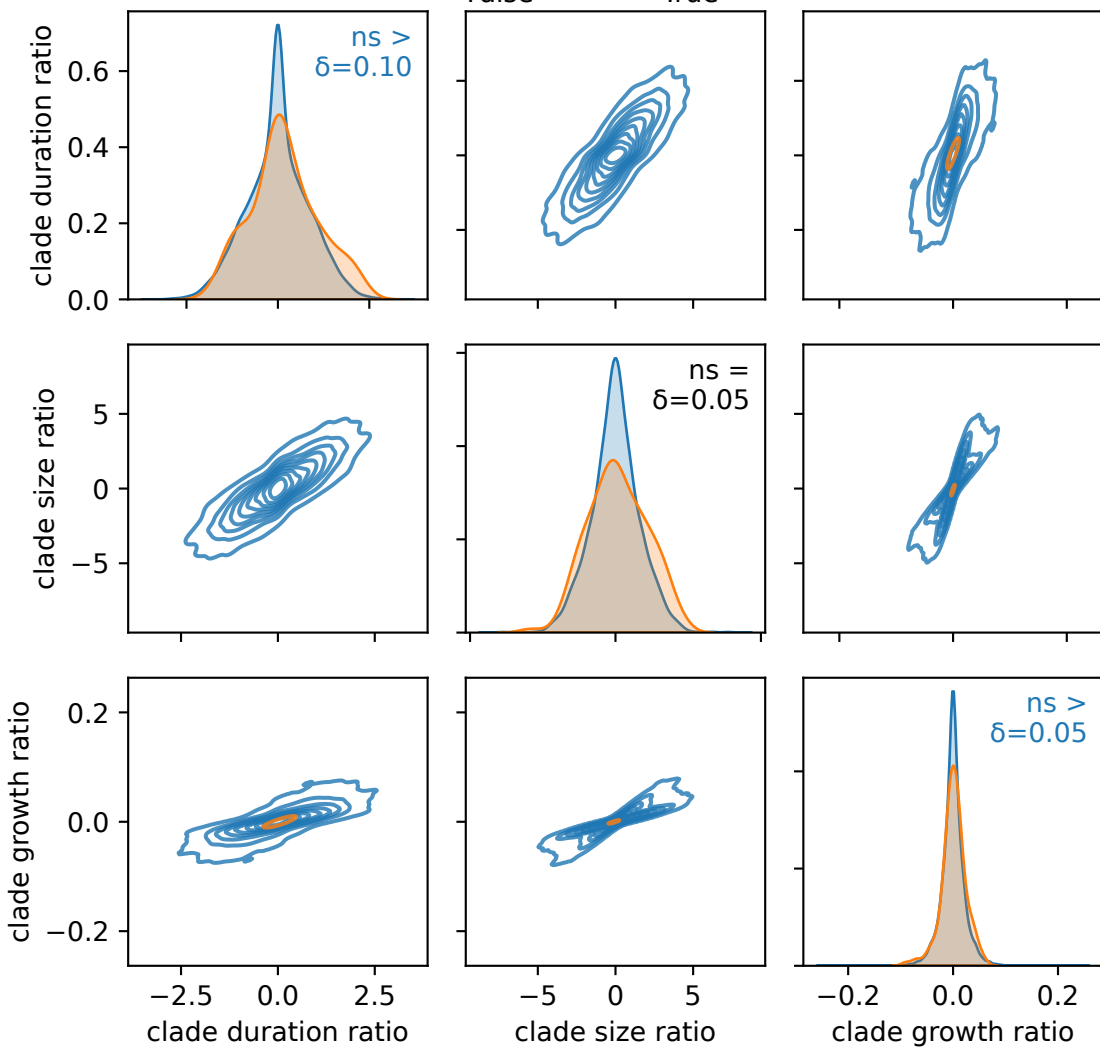 clade duration ratio
0.6
0.4
0.2
0.0
ns >
δ=0.10
clade size ratio
5
0
−5
ns =
δ=0.05
clade growth ratio
0.2
0.0
−0.2
ns >
δ=0.05
−2.5 0.0 2.5
−5 0 5
−0.2 0.0 0.2
clade duration ratio
clade size ratio
clade growth ratio